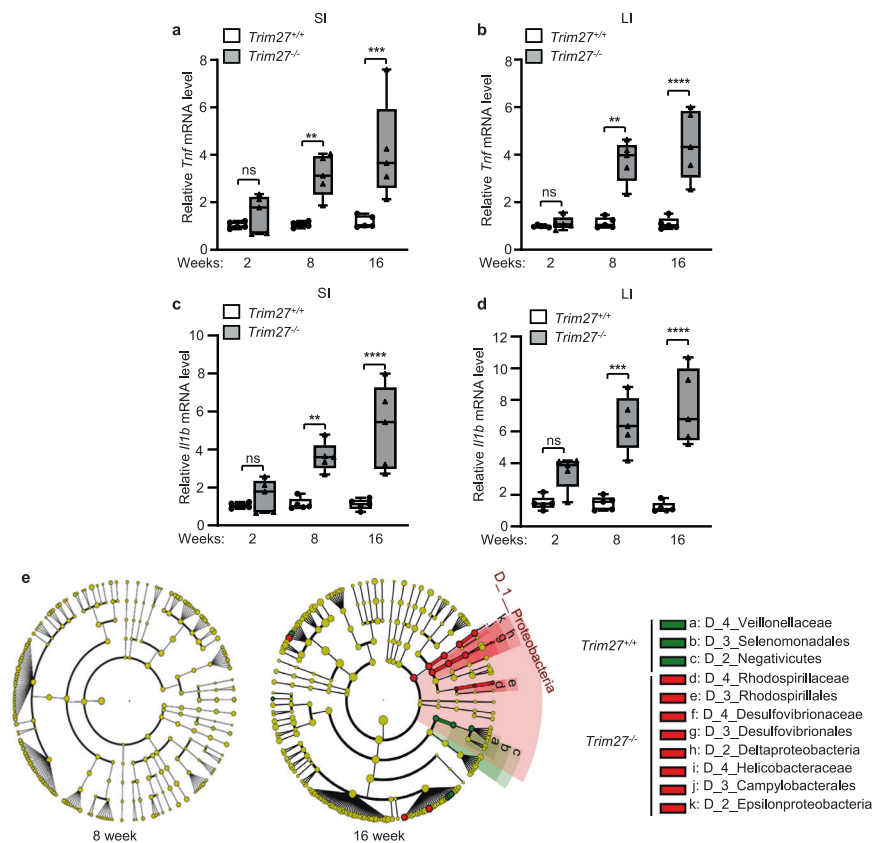 a
SI
Trim27+/+
Trim27-/-
Relative Tnf mRNA level
8
6
4
2
0
ns
**
***
Weeks: 2 8 16
b
LI
Trim27+/+
Trim27-/-
Relative Tnf mRNA level
8
6
4
2
0
ns
**
****
Weeks: 2 8 16
c
SI
Trim27+/+
Trim27-/-
Relative Il1b mRNA level
10
8
6
4
2
0
ns
**
****
Weeks: 2 8 16
d
LI
Trim27+/+
Trim27-/-
Relative Il1b mRNA level
12
10
8
6
4
2
0
ns
***
****
Weeks: 2 8 16
e
8 week
D_1__Proteobacteria
k
h
g
e
d
c
b
a
16 week
Trim27+/+
a: D_4_Veillonellaceae
b: D_3_Selenomonadales
c: D_2_Negativicutes
Trim27-/-
d: D_4_Rhodospirillaceae
e: D_3_Rhodospirillales
f: D_4_Desulfovibrionaceae
g: D_3_Desulfovibrionales
h: D_2_Deltaproteobacteria
i: D_4_Helicobacteraceae
j: D_3_Campylobacterales
k: D_2_Epsilonproteobacteria